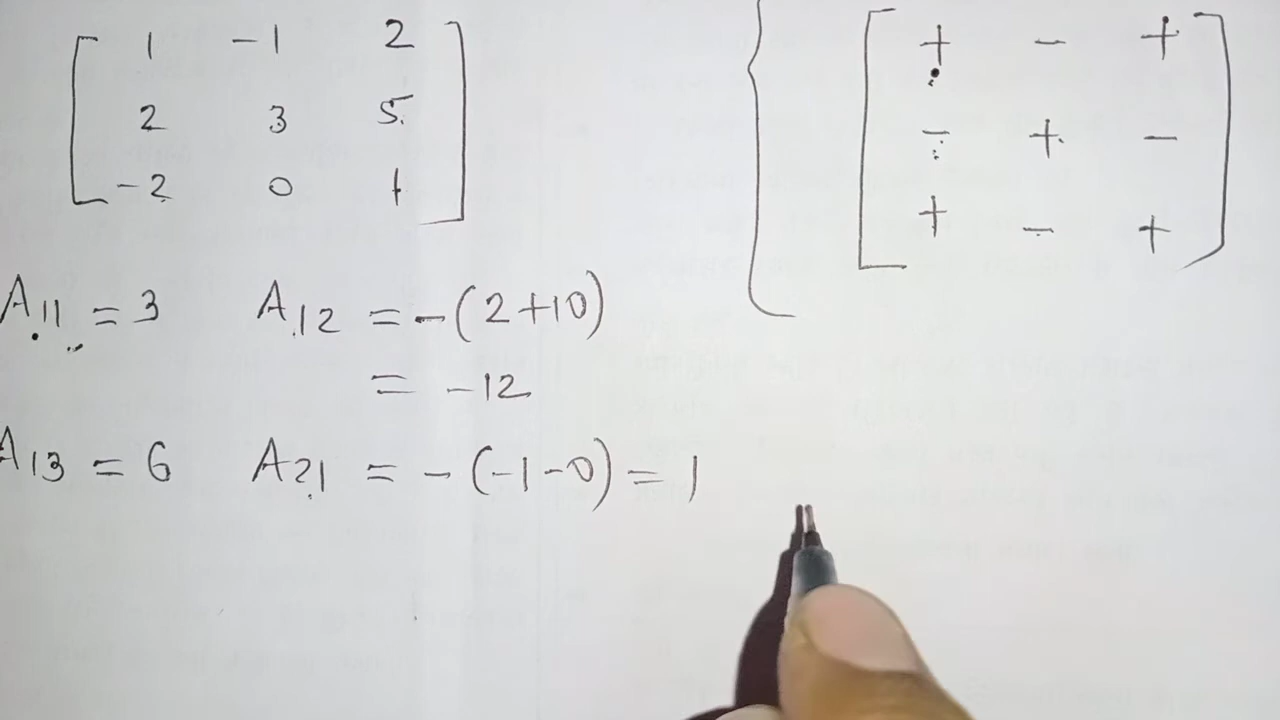 1 -1 2 + - +
2 3 5 - + -
-2 0 1 + - +
A11 = 3 A12 = -(2+10)
= -12
A13 = 6 A21 = -(-1-0) = 1